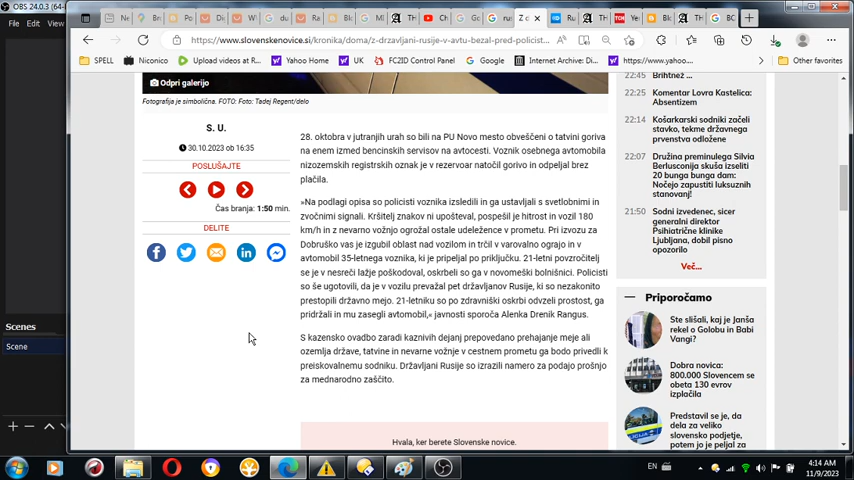 OBS 24.0.3 (64-
File Edit View
https://www.slovenskenovice.si/kronika/doma/z-drzavljani-rusije-v-avtu-bezal-pred-policist...
SPELL
Niconico
Upload videos at R...
Yahoo Home
UK
FC2ID Control Panel
Google
Internet Archive: Di...
https://www.yahoo....
Other favorites
Odpri galerijo
Fotografija je simbolična. FOTO: Foto: Tadej Regent/delo
S. U.
30.10.2023 ob 16:35
POSLUŠAJTE
Čas branja: 1:50 min.
DELITE
28. oktobra v jutranjih urah so bili na PU Novo mesto obveščeni o tatvini goriva
na enem izmed bencinskih servisov na avtocesti. Voznik osebnega avtomobila
nizozemskih registrskih oznak je v rezervoar natočil gorivo in odpeljal brez
plačila.
»Na podlagi opisa so policisti voznika izsledili in ga ustavljali s svetlobnimi in
zvočnimi signali. Kršitelj znakov ni upošteval, pospešil je hitrost in vozil 180
km/h in z nevarno vožnjo ogrožal ostale udeležence v prometu. Pri izvozu za
Dobruško vas je izgubil oblast nad vozilom in trčil v varovalno ograjo in v
avtomobil 35-letnega voznika, ki je pripeljal po priključku. 21-letni povzročitelj
se je v nesreči lažje poškodoval, oskrbeli so ga v novomeški bolnišnici. Policisti
so še ugotovili, da je v vozilu prevažal pet državljanov Rusije, ki so nezakonito
prestopili državno mejo. 21-letniku so po zdravniški oskrbi odvzeli prostost, ga
pridržali in mu zasegli avtomobil,« javnosti sporoča Alenka Drenik Rangus.
S kazensko ovadbo zaradi kaznivih dejanj prepovedano prehajanje meje ali
ozemlja države, tatvine in nevarne vožnje v cestnem prometu ga bodo privedli k
preiskovalnemu sodniku. Državljani Rusije so izrazili namero za podajo prošnjo
za mednarodno zaščito.
Hvala, ker berete Slovenske novice.
22:45
Brihtnež ...
22:25 Komentar Lovra Kastelica:
Absentizem
22:14 Košarkarski sodniki začeli
stavko, tekme državnega
prvenstva odložene
22:07 Družina preminulega Silvia
Berlusconija skuša izseliti
20 bunga bunga dam:
Nočejo zapustiti luksuznih
stanovanj!
21:50 Sodni izvedenec, sicer
generalni direktor
Psihiatrične klinike
Ljubljana, dobil pisno
opozorilo
Več...
Priporočamo
Ste slišali, kaj je Janša
rekel o Golobu in Babi
Vangi?
Dobra novica:
800.000 Slovencem se
obeta 130 evrov
izplačila
Predstavil se je, da
dela za veliko
slovensko podjetje,
potem jo je peljal za
Scenes
Scene
EN
4:14 AM
11/9/2023